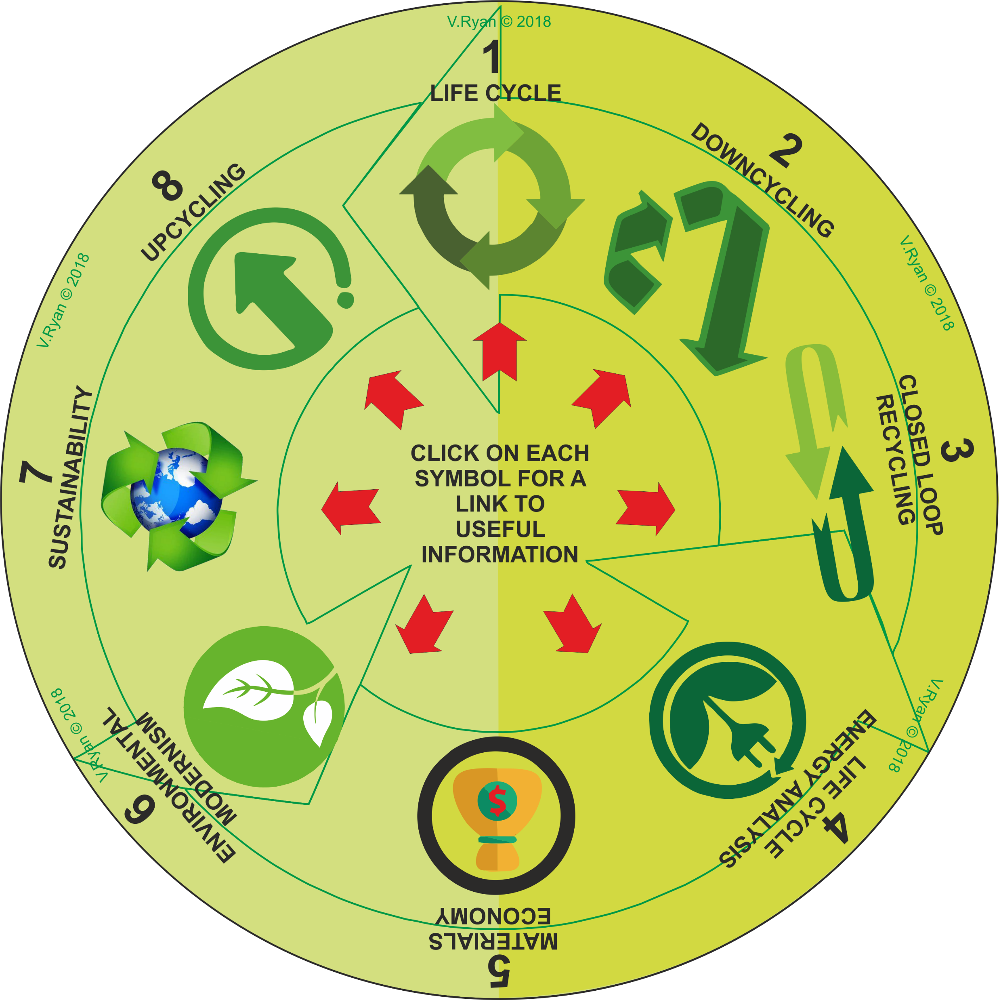 V.Ryan © 2018
1
LIFE CYCLE
2
DOWNCYCLING
V.Ryan © 2018
3
CLOSED LOOP
RECYCLING
V.Ryan © 2018
4
LIFE CYCLE
ENERGY ANALYSIS
5
MATERIALS
ECONOMY
6
ENVIRONMENTAL
MODERNISM
V.Ryan © 2018
7
SUSTAINABILITY
V.Ryan © 2018
8
UPCYCLING
CLICK ON EACH
SYMBOL FOR A
LINK TO
USEFUL
INFORMATION
$